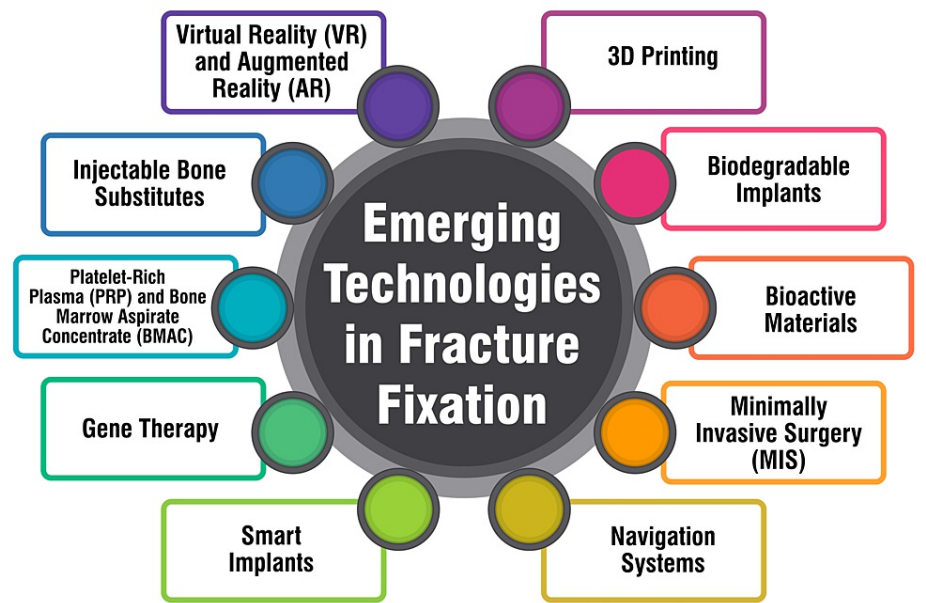 Emerging
Technologies
in Fracture
Fixation
Virtual Reality (VR)
and Augmented
Reality (AR)
3D Printing
Injectable Bone
Substitutes
Biodegradable
Implants
Platelet-Rich
Plasma (PRP) and Bone
Marrow Aspirate
Concentrate (BMAC)
Bioactive
Materials
Gene Therapy
Minimally
Invasive Surgery
(MIS)
Smart
Implants
Navigation
Systems